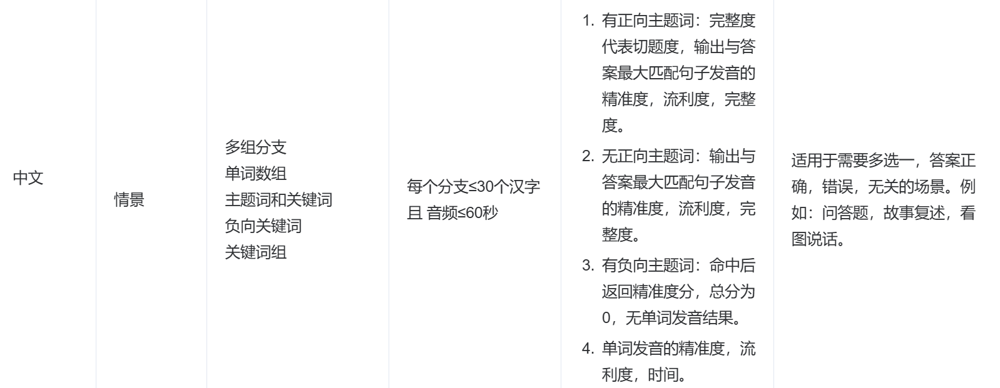 中文
情景
多组分支
单词数组
主题词和关键词
负向关键词
关键词组
每个分支≤30个汉字
且 音频≤60秒
1. 有正向主题词：完整度
代表切题度，输出与答
案最大匹配句子发音的
精准度，流利度，完整
度。
2. 无正向主题词：输出与
答案最大匹配句子发音
的精准度，流利度，完
整度。
3. 有负向主题词：命中后
返回精准度分，总分为
0，无单词发音结果。
4. 单词发音的精准度，流
利度，时间。
适用于需要多选一，答案正
确，错误，无关的场景。例
如：问答题，故事复述，看
图说话。